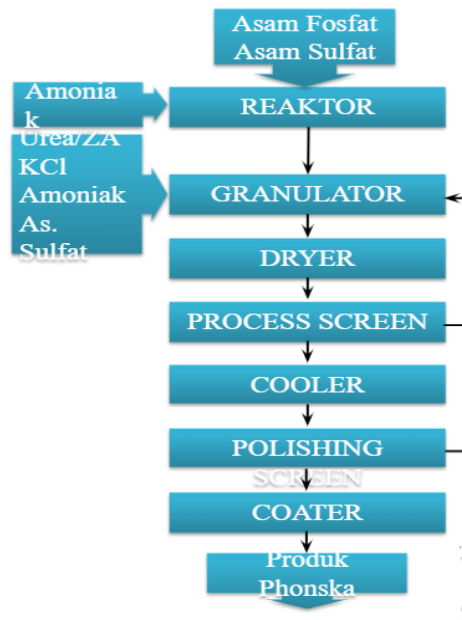 Asam Fosfat
Asam Sulfat
Amonia
k
REAKTOR
Urea/ZA
KCl
Amoniak
As.
Sulfat
GRANULATOR
DRYER
PROCESS SCREEN
COOLER
POLISHING
SCREEN
COATER
Produk
Phonska